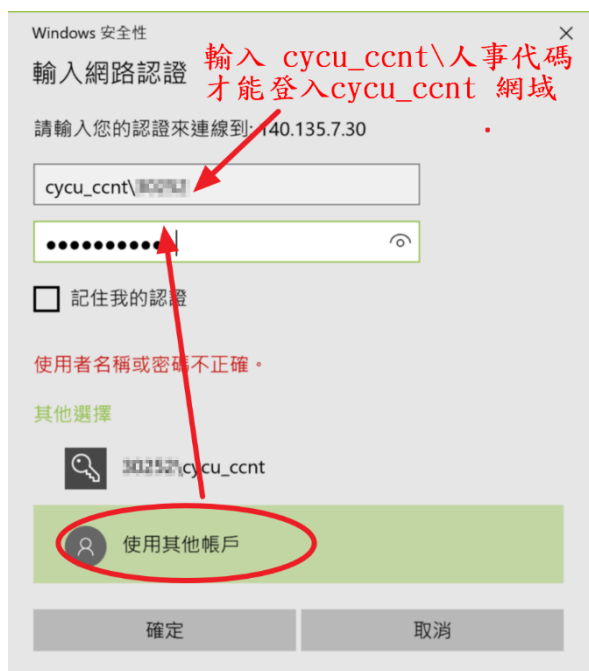 Windows 安全性
輸入 cycu_ccnt\人事代碼
才能登入cycu_ccnt 網域
輸入網路認證
請輸入您的認證來連線到: 140.135.7.30
cycu_ccnt\
記住我的認證
使用者名稱或密碼不正確。
其他選擇
\cycu_ccnt
使用其他帳戶
確定
取消